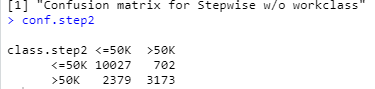 [1] "Confusion matrix for Stepwise w/o workclass"
> conf.step2
class.step2 <=50K >50K
<=50K 10027 702
>50K 2379 3173